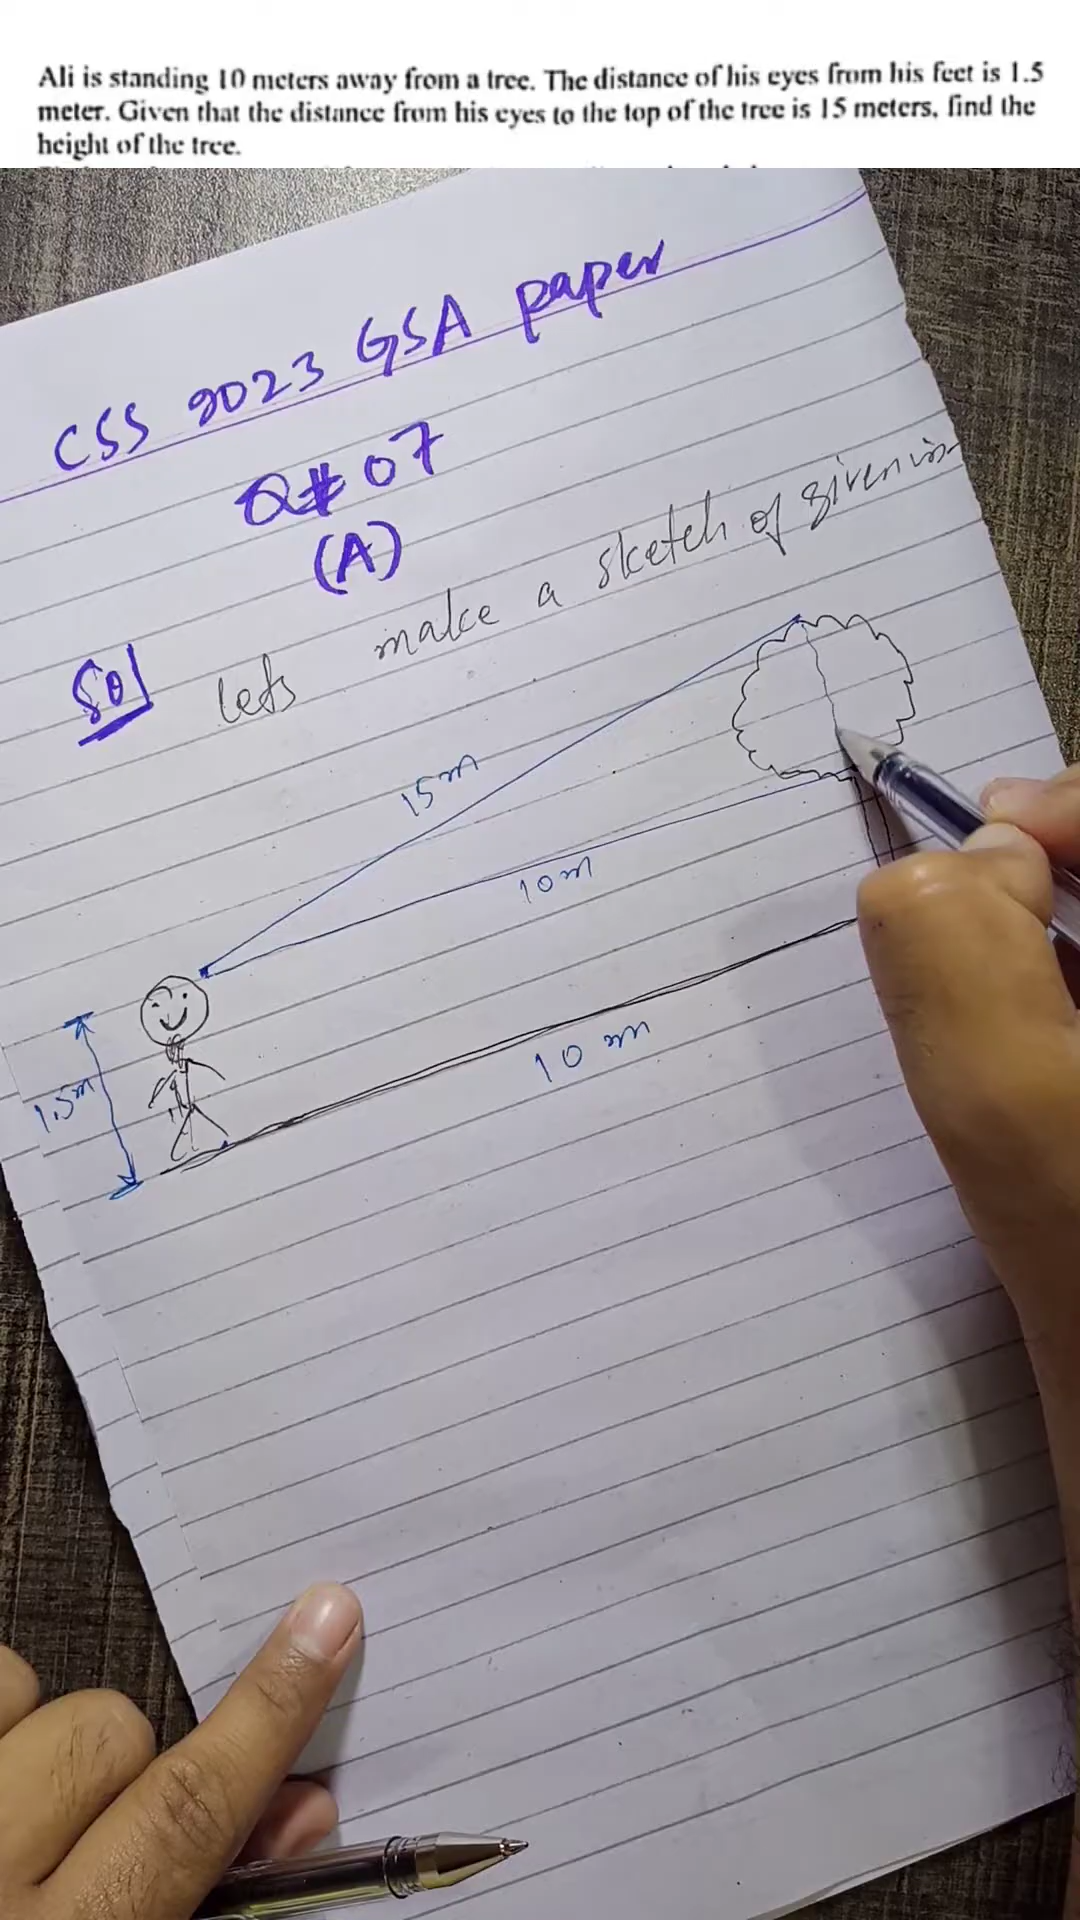 Ali is standing 10 meters away from a tree. The distance of his eyes from his feet is 1.5
meter. Given that the distance from his eyes to the top of the tree is 15 meters, find the
height of the tree.
CSS 2023 GSA paper
Q# 07
(A)
Sol lets make a sketch of given
15m
10m
1.5m
10 m